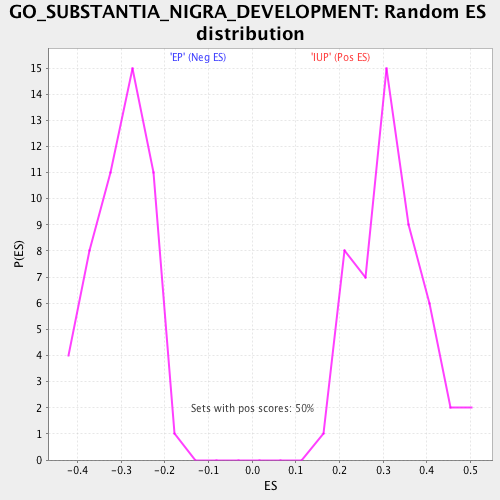 GO_SUBSTANTIA_NIGRA_DEVELOPMENT: Random ES
distribution
'EP' (Neg ES) 'IUP' (Pos ES)
15
14
13
12
11
10
9
8
7
6
5
4
3
2
1
0
P(ES)
Sets with pos scores: 50%
-0.4 -0.3 -0.2 -0.1 0.0 0.1 0.2 0.3 0.4 0.5
ES